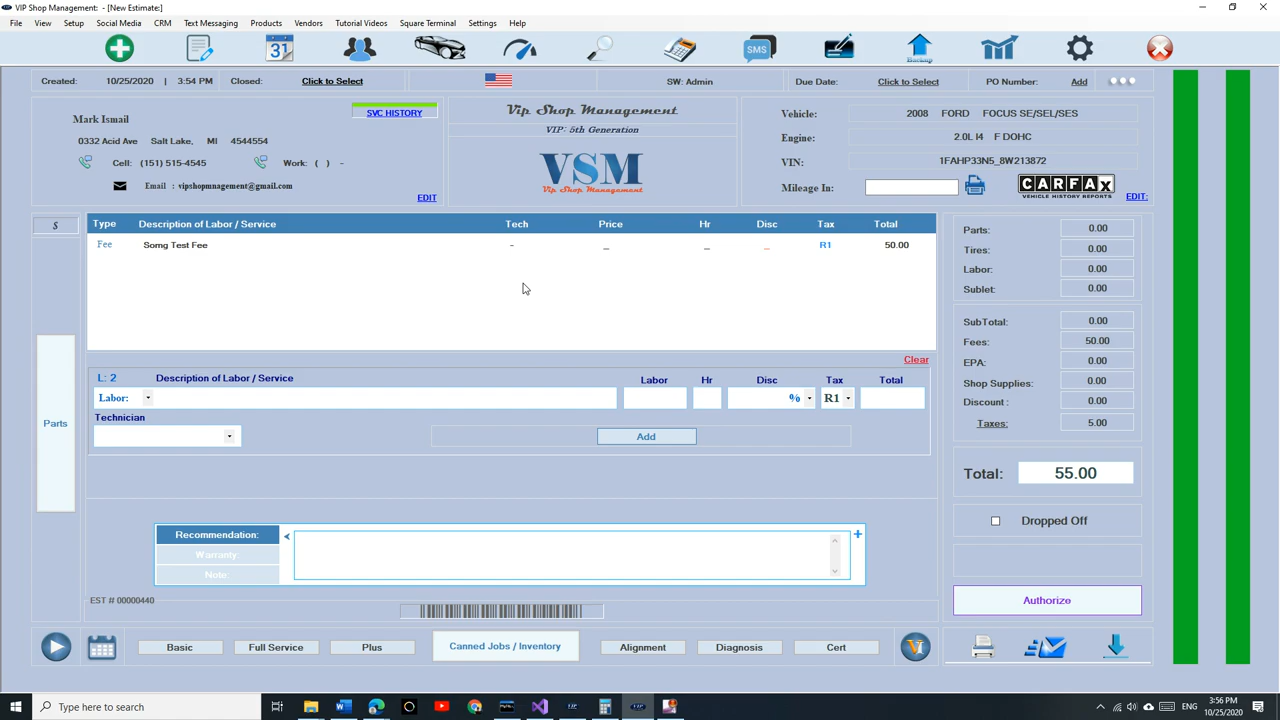 VIP Shop Management: - [New Estimate:]
File View Setup Social Media CRM Text Messaging Products Vendors Tutorial Videos Square Terminal Settings Help
31 SMS Backup
Created: 10/25/2020 | 3:54 PM Closed: Click to Select SW: Admin Due Date: Click to Select PO Number: Add
Mark Ismail
SVC HISTORY
0332 Acid Ave Salt Lake, MI 4544554
Cell: (151) 515-4545 Work: ( ) -
Email : vipshopmnagement@gmail.com
EDIT
Vip Shop Management
VIP: 5th Generation
VSM
Vip Shop Management
Vehicle: 2008 FORD FOCUS SE/SEL/SES
Engine: 2.0L I4 F DOHC
VIN: 1FAHP33N5_8W213872
Mileage In:
CARFAX
VEHICLE HISTORY REPORTS
EDIT:
S
Type Description of Labor / Service Tech Price Hr Disc Tax Total
Fee Somg Test Fee - _ _ _ R1 50.00
Clear
Parts
L: 2 Description of Labor / Service Labor Hr Disc Tax Total
Labor: % R1
Technician
Add
Recommendation: <
+
Warranty:
Note:
EST # 00000440
Parts: 0.00
Tires: 0.00
Labor: 0.00
Sublet: 0.00
SubTotal: 0.00
Fees: 50.00
EPA: 0.00
Shop Supplies: 0.00
Discount : 0.00
Taxes: 5.00
Total: 55.00
Dropped Off
Authorize
Basic Full Service Plus Canned Jobs / Inventory Alignment Diagnosis Cert
Type here to search
ENG
3:56 PM
10/25/2020